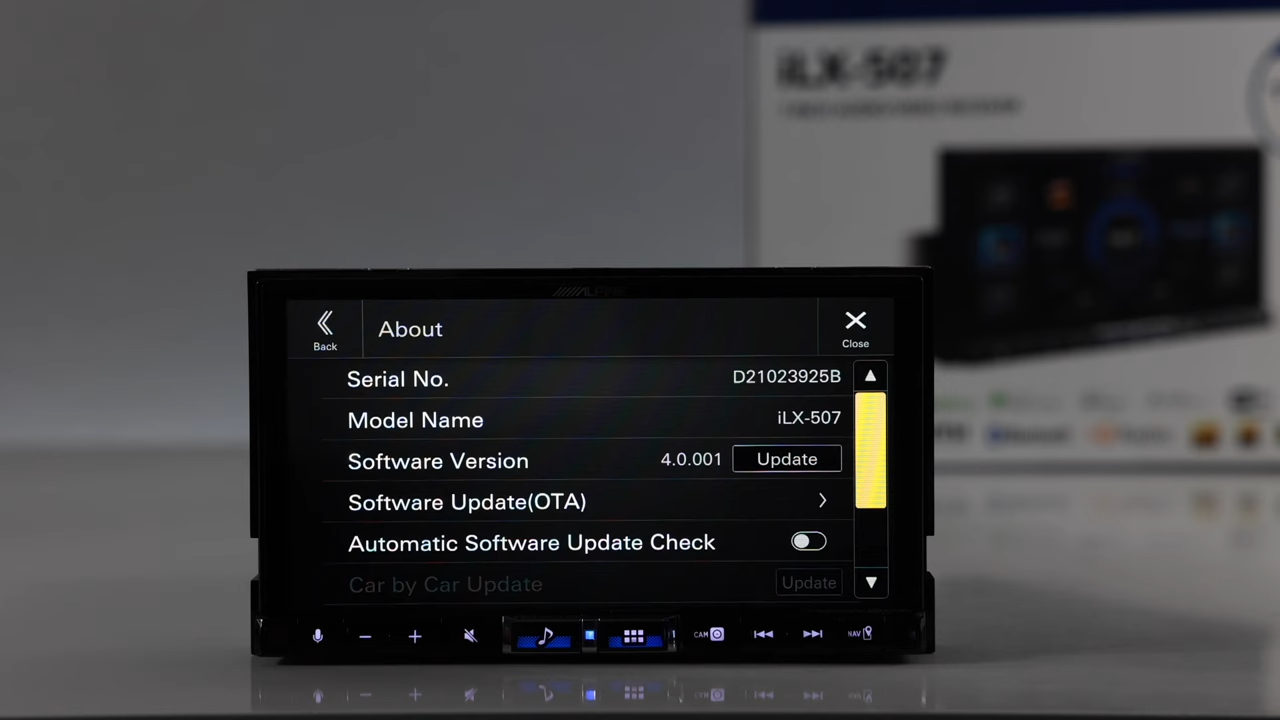 iLX-507
ALPINE
About
Back
Close
Serial No. D21023925B
Model Name iLX-507
Software Version 4.0.001 Update
Software Update(OTA)
Automatic Software Update Check
Car by Car Update Update
CAM
NAV